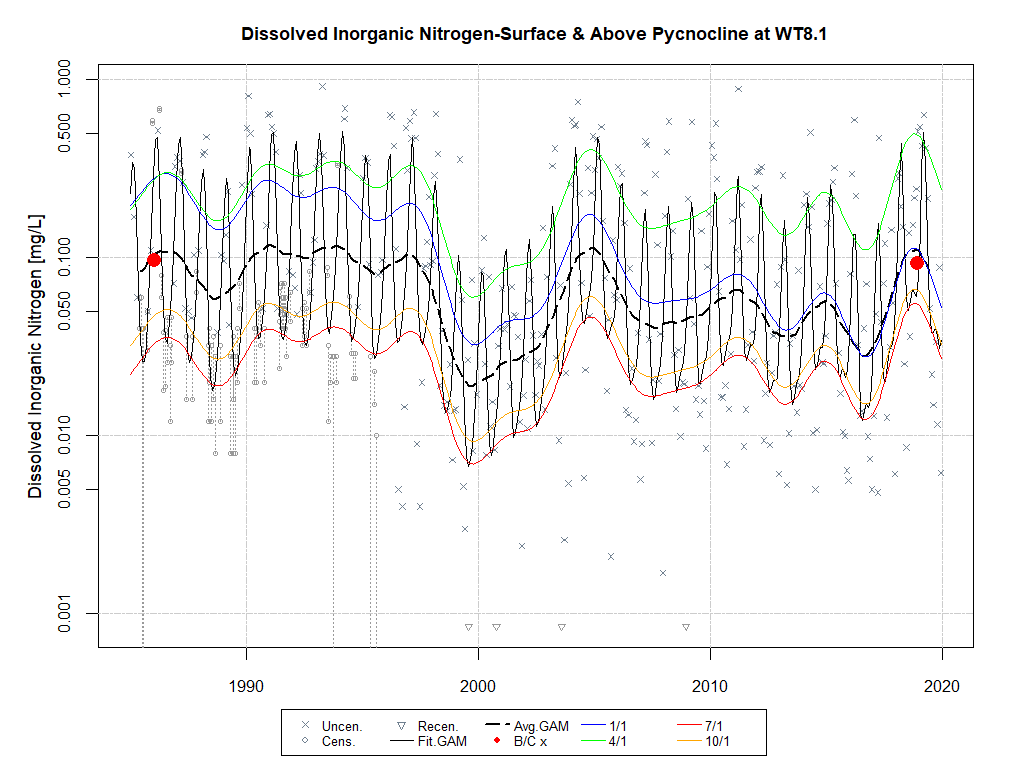 Dissolved Inorganic Nitrogen-Surface & Above Pycnocline at WT8.1
Dissolved Inorganic Nitrogen [mg/L]
1.000
0.500
0.100
0.050
0.010
0.005
0.001
1990 2000 2010 2020
Uncen. Recen. Avg.GAM 1/1 7/1
Cens. Fit.GAM B/C x 4/1 10/1